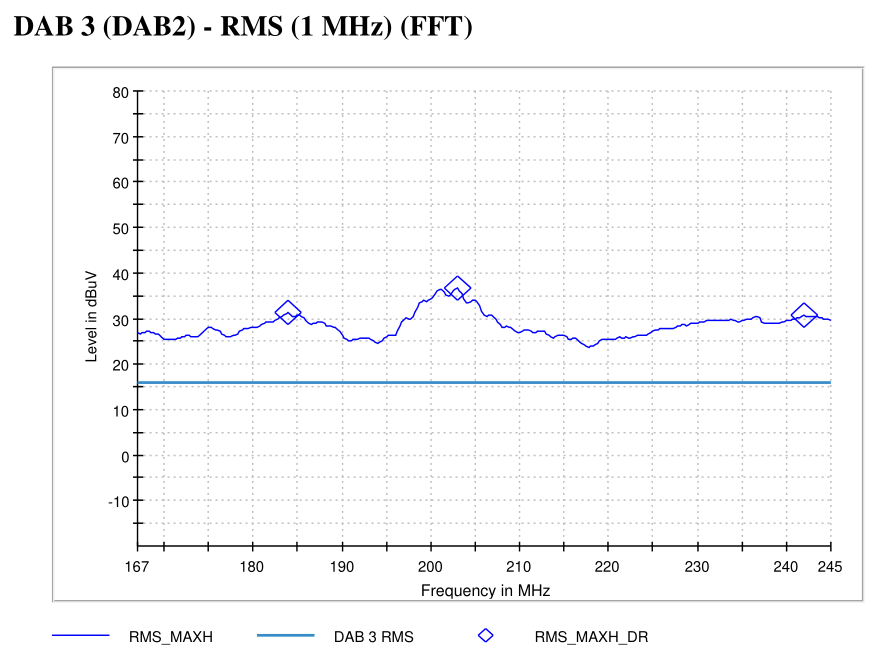 DAB 3 (DAB2) - RMS (1 MHz) (FFT)
80
70
60
50
40
30
20
10
0
-10
Level in dBuV
167 180 190 200 210 220 230 240 245
Frequency in MHz
RMS_MAXH DAB 3 RMS RMS_MAXH_DR